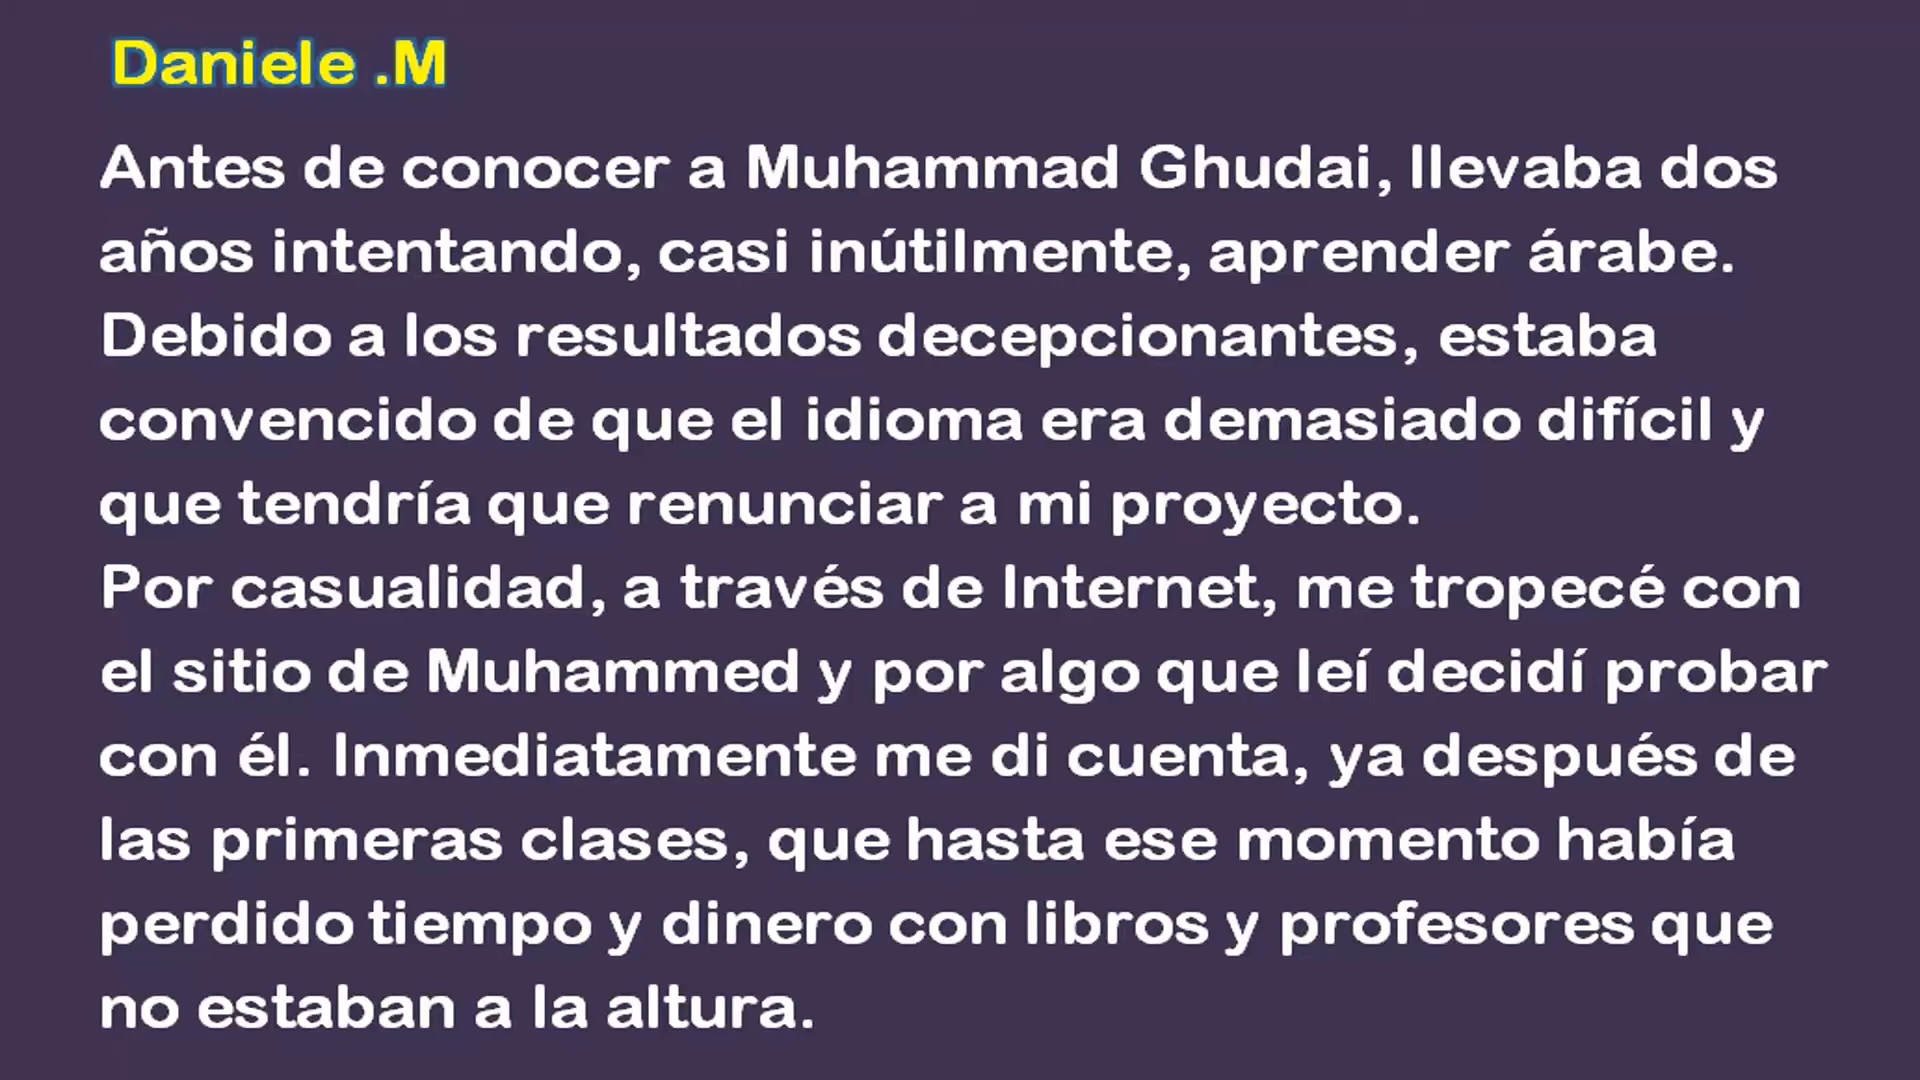 Daniele .M
Antes de conocer a Muhammad Ghudai, llevaba dos
años intentando, casi inútilmente, aprender árabe.
Debido a los resultados decepcionantes, estaba
convencido de que el idioma era demasiado difícil y
que tendría que renunciar a mi proyecto.
Por casualidad, a través de Internet, me tropecé con
el sitio de Muhammed y por algo que leí decidí probar
con él. Inmediatamente me di cuenta, ya después de
las primeras clases, que hasta ese momento había
perdido tiempo y dinero con libros y profesores que
no estaban a la altura.